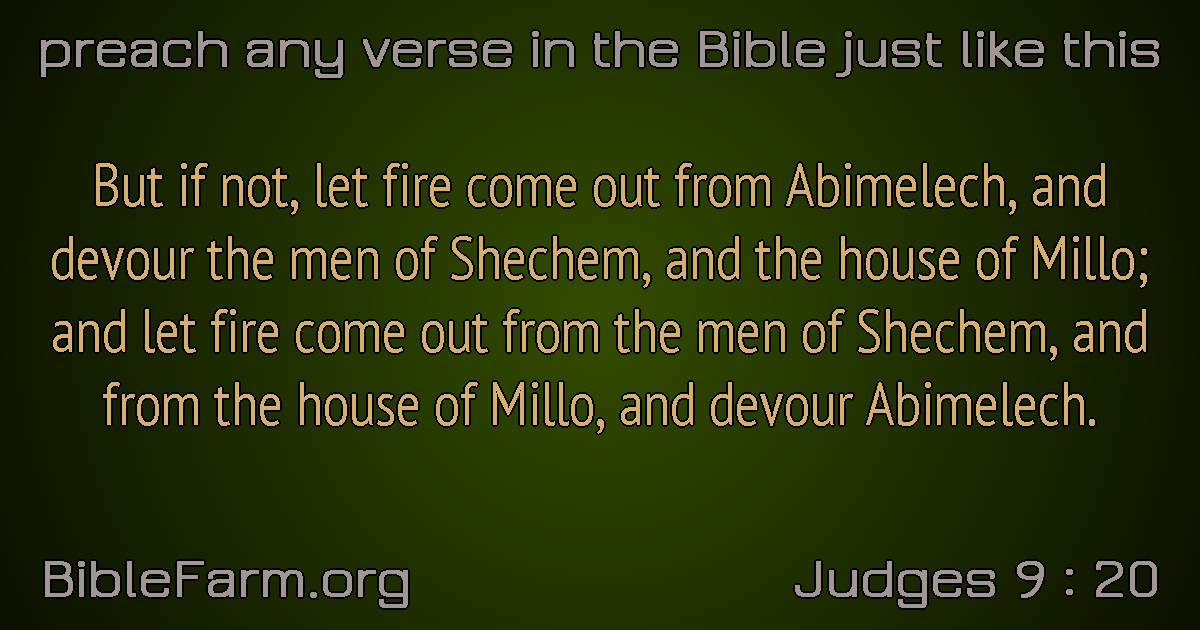 preach any verse in the Bible just like this
But if not, let fire come out from Abimelech, and
devour the men of Shechem, and the house of Millo;
and let fire come out from the men of Shechem, and
from the house of Millo, and devour Abimelech.
BibleFarm.org
Judges 9 : 20